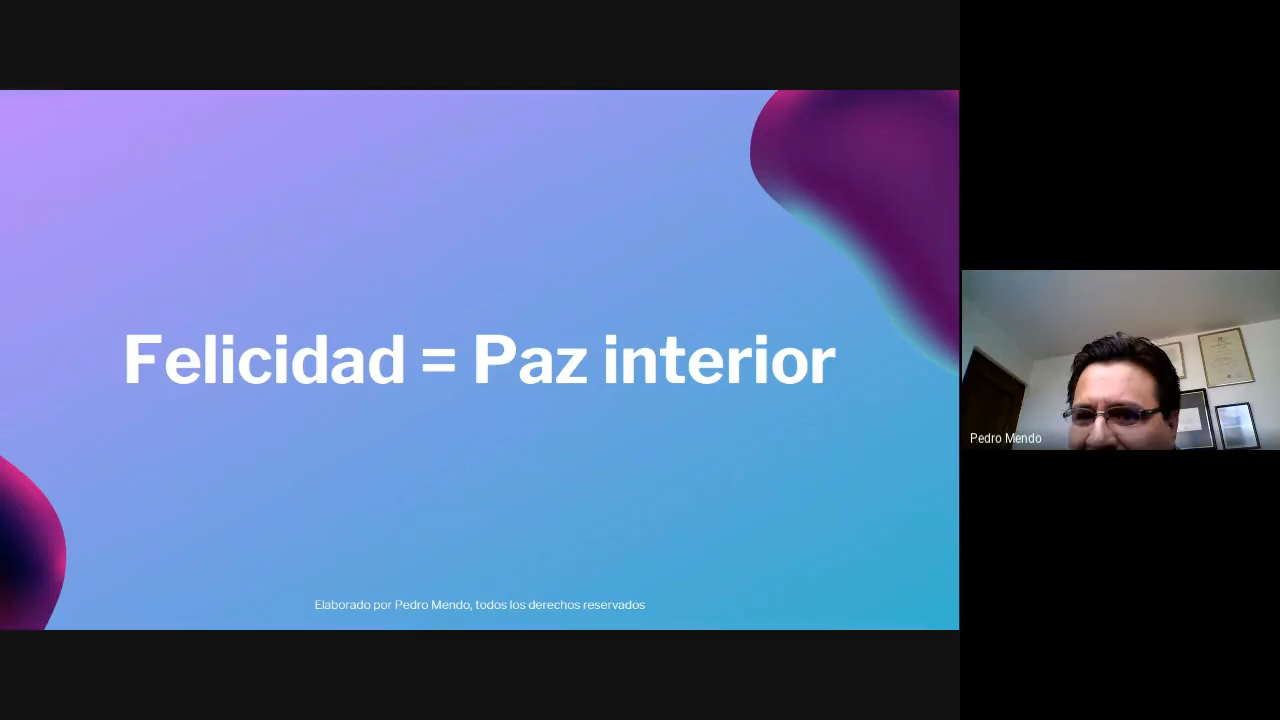 Felicidad = Paz interior
Elaborado por Pedro Mendo, todos los derechos reservados
Pedro Mendo